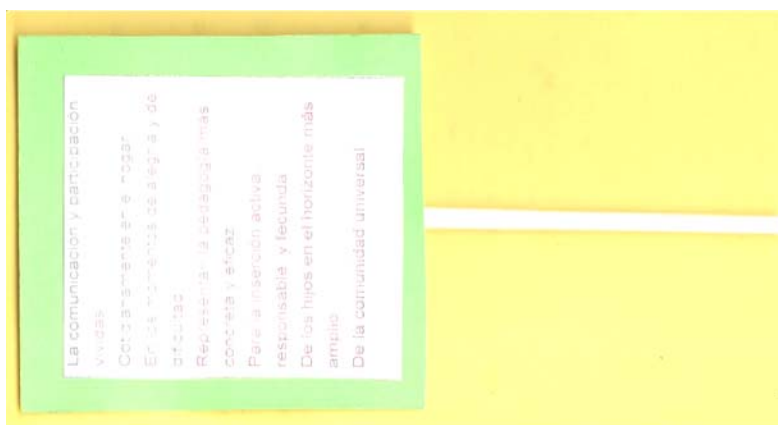 La comunicación y participación
vividas
Cotidianamente en el hogar
En los momentos de alegría y de
dificultad
Representan la pedagogía más
concreta y eficaz
Para la inserción activa,
responsable y fecunda
De los hijos en el horizonte más
amplio
De la comunidad universal